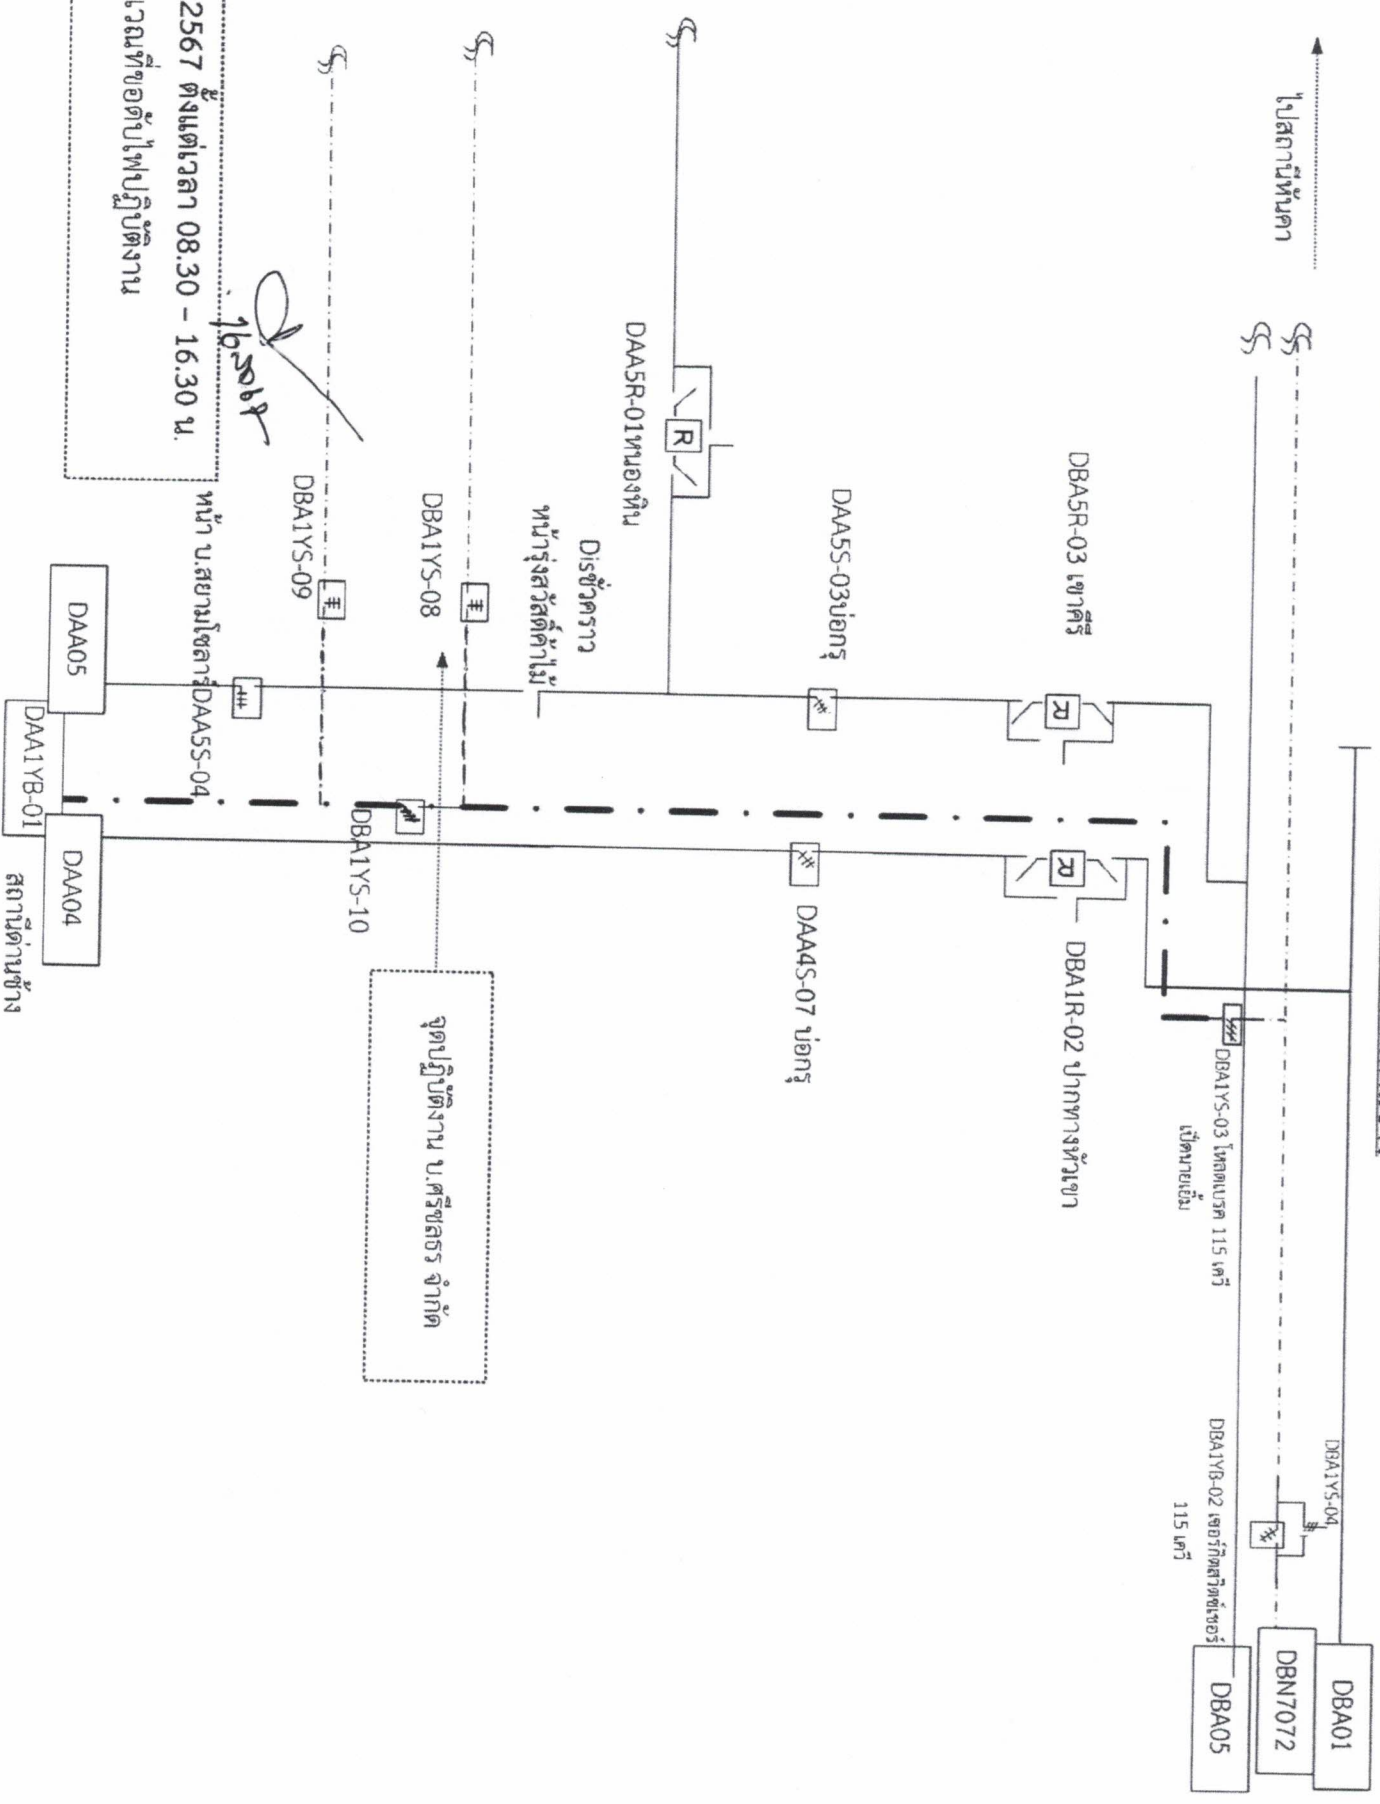 DBA01
DBA1YS-04
ไปสถานีหันคา
DBN7072
DBA05
DBA1YS-03 โหลดเบรค 115 เควี
เปิดนายเยิ้ม
DBA1YB-02 เซอร์กิตสวิตช์เชอร์
115 เควี
DBA5R-03 เขาคีรี
R
DBA1R-02 ปากทางหัวเขา
R
DAA5S-03บ่อกรุ
DAA4S-07 บ่อกรุ
R
DAA5R-01หนองหิน
Disชั่วคราว
หน้ารุ่งสวัสดิ์ค้าไม้
DBA1YS-08
จุดปฏิบัติงาน บ.ศรีชลธร จำกัด
DBA1YS-10
DBA1YS-09
หน้า บ.สยามโซลาร์DAA5S-04
2567 ตั้งแต่เวลา 08.30 - 16.30 น.
เวณที่ขอดับไฟปฏิบัติงาน
DAA05
DAA04
DAA1YB-01
สถานีด่านช้าง